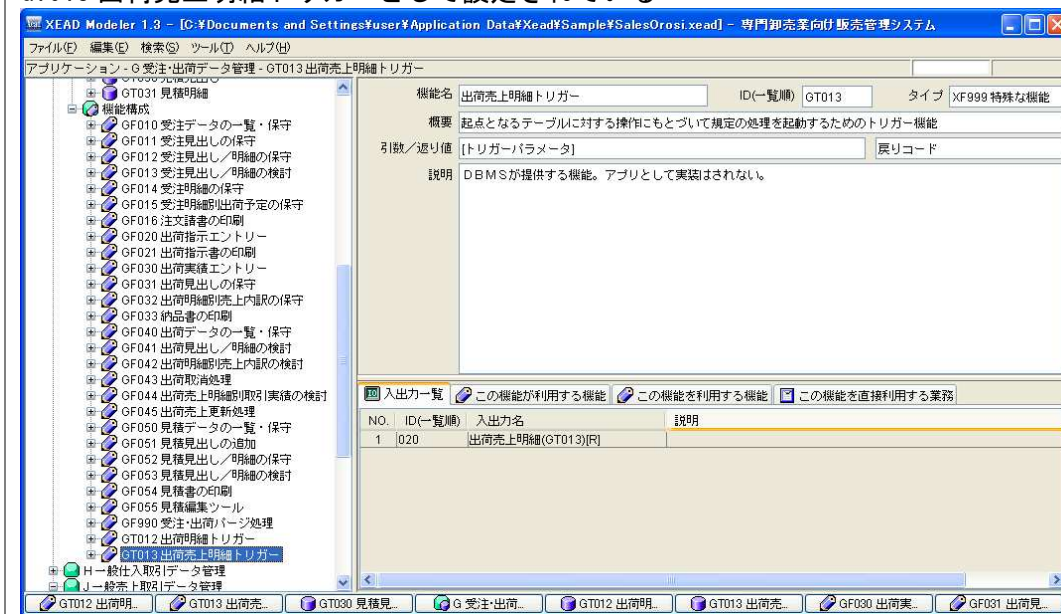 XEAD Modeler 1.3 - [C:¥Documents and Settings¥user¥Application Data¥Xead¥Sample¥SalesOrosi.xead] - 専門卸売業向け販売管理システム
ファイル(F) 編集(E) 検索(S) ツール(T) ヘルプ(H)
アプリケーション - G 受注・出荷データ管理 - GT013 出荷売上明細トリガー
GT031 見積明細
機能構成
GF010 受注データの一覧・保守
GF011 受注見出しの保守
GF012 受注見出し／明細の保守
GF013 受注見出し／明細の検討
GF014 受注明細の保守
GF015 受注明細別出荷予定の保守
GF016 注文請書の印刷
GF020 出荷指示エントリー
GF021 出荷指示書の印刷
GF030 出荷実績エントリー
GF031 出荷見出しの保守
GF032 出荷明細別売上内訳の保守
GF033 納品書の印刷
GF040 出荷データの一覧・保守
GF041 出荷見出し／明細の検討
GF042 出荷明細別売上内訳の検討
GF043 出荷取消処理
GF044 出荷売上明細別取引実績の検討
GF045 出荷売上更新処理
GF050 見積データの一覧・保守
GF051 見積見出しの追加
GF052 見積見出し／明細の保守
GF053 見積見出し／明細の検討
GF054 見積書の印刷
GF055 見積編集ツール
GF990 受注・出荷パージ処理
GT012 出荷明細トリガー
GT013 出荷売上明細トリガー
H 一般仕入取引データ管理
J 一般売上取引データ管理
機能名 出荷売上明細トリガー ID(一覧順) GT013 タイプ XF999 特殊な機能
概要 起点となるテーブルに対する操作にもとづいて規定の処理を起動するためのトリガー機能
引数／返り値 [トリガーパラメータ] 戻りコード
説明 ＤＢＭＳが提供する機能。アプリとして実装はされない。
入出力一覧 この機能が利用する機能 この機能を利用する機能 この機能を直接利用する業務
NO. ID(一覧順) 入出力名 説明
1 020 出荷売上明細(GT013)[R]
GT012 出荷明... GT013 出荷売... GT030 見積見... G 受注・出荷... GT012 出荷明... GT013 出荷売... GF030 出荷実... GF031 出荷見...